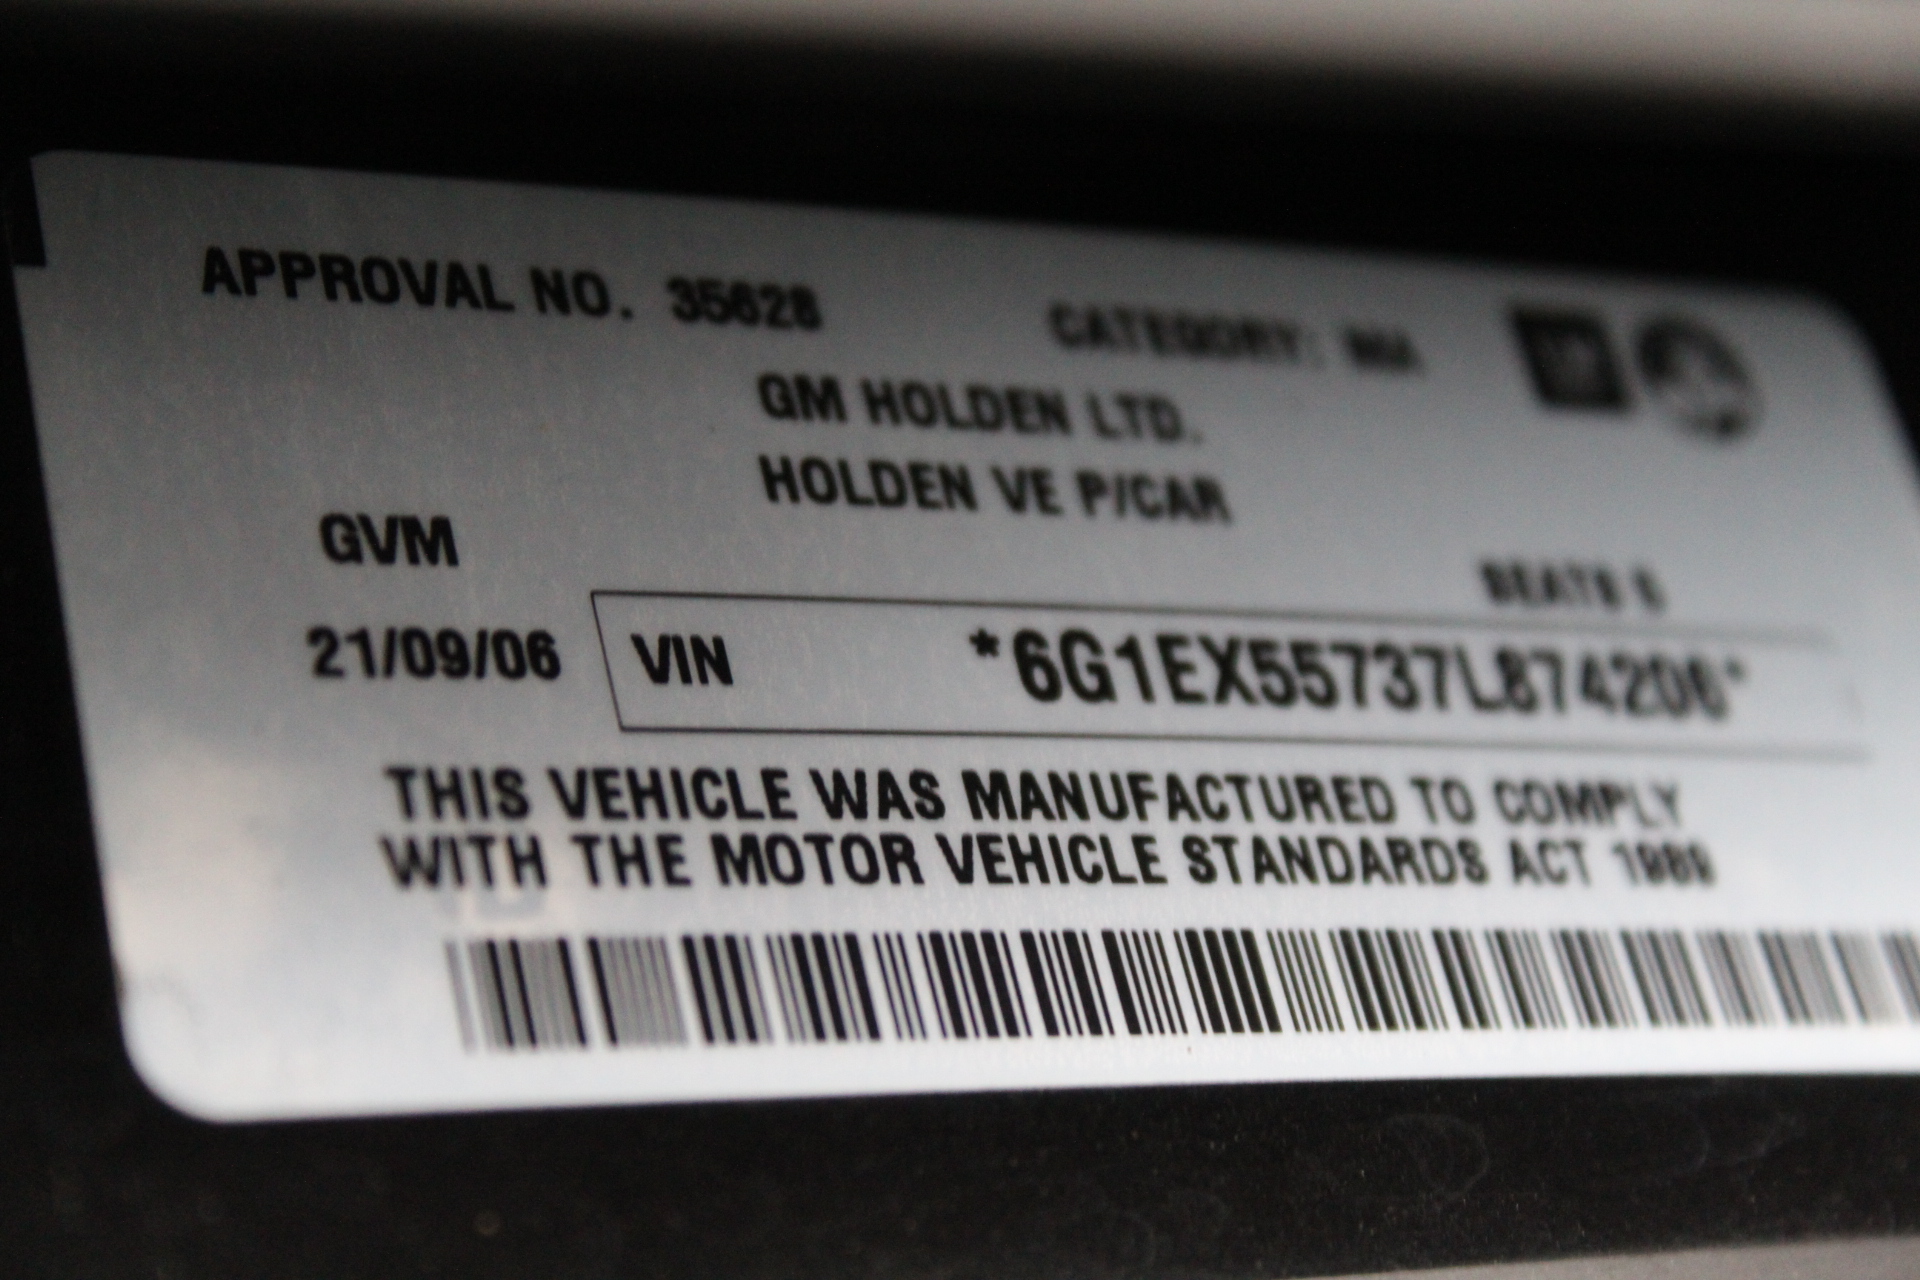 APPROVAL NO. 35628
CATEGORY: MA
GM HOLDEN LTD.
HOLDEN VE P/CAR
GVM
SEATS 5
21/09/06 VIN *6G1EX55737L874206*
THIS VEHICLE WAS MANUFACTURED TO COMPLY
WITH THE MOTOR VEHICLE STANDARDS ACT 1989